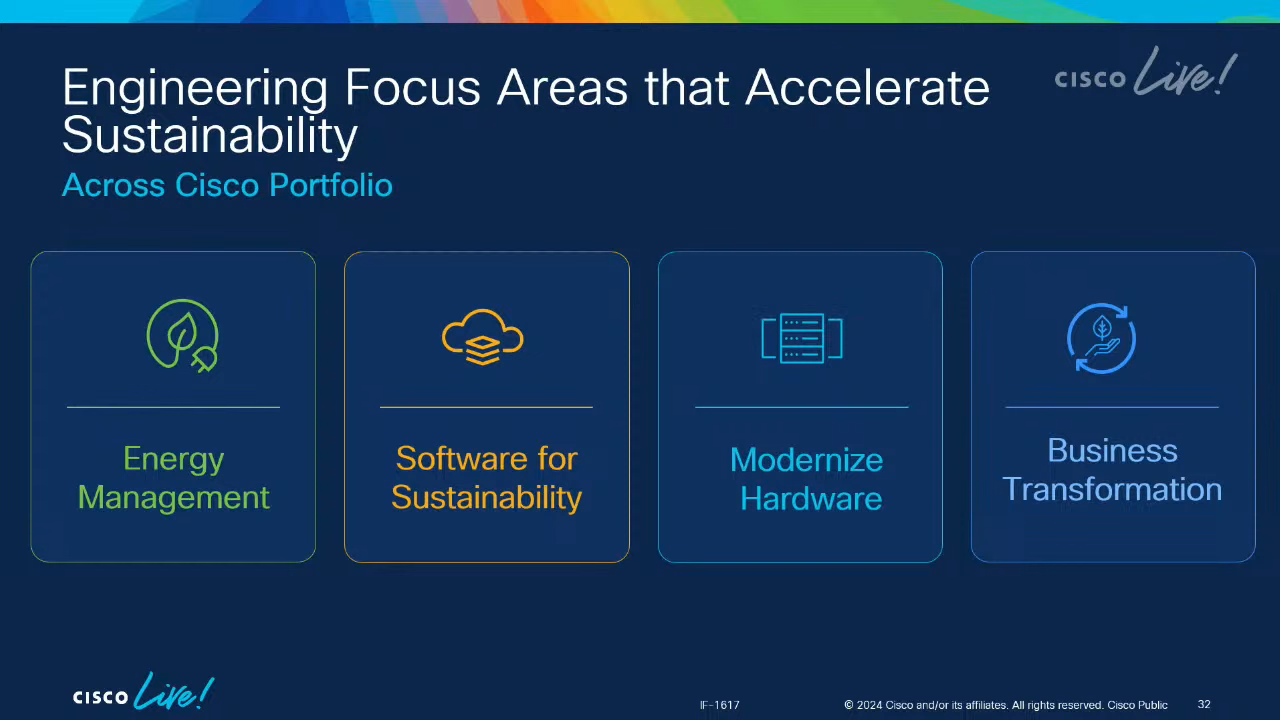 Engineering Focus Areas that Accelerate
Sustainability
CISCO Live!
Across Cisco Portfolio
Energy
Management
Software for
Sustainability
Modernize
Hardware
Business
Transformation
CISCO Live!
IF-1617
© 2024 Cisco and/or its affiliates. All rights reserved. Cisco Public
32